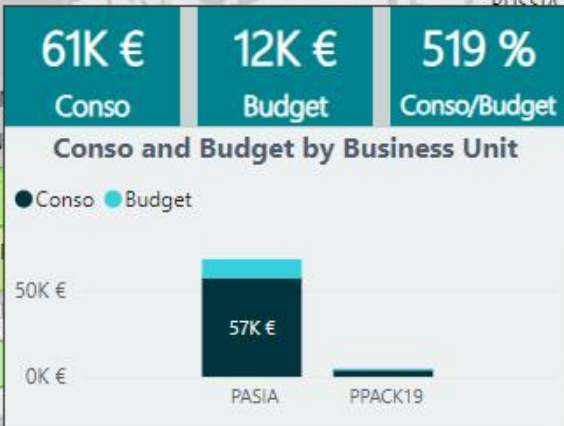 61K € 12K € 519 %
Conso Budget Conso/Budget
Conso and Budget by Business Unit
Conso Budget
50K €
57K €
0K €
PASIA PPACK19